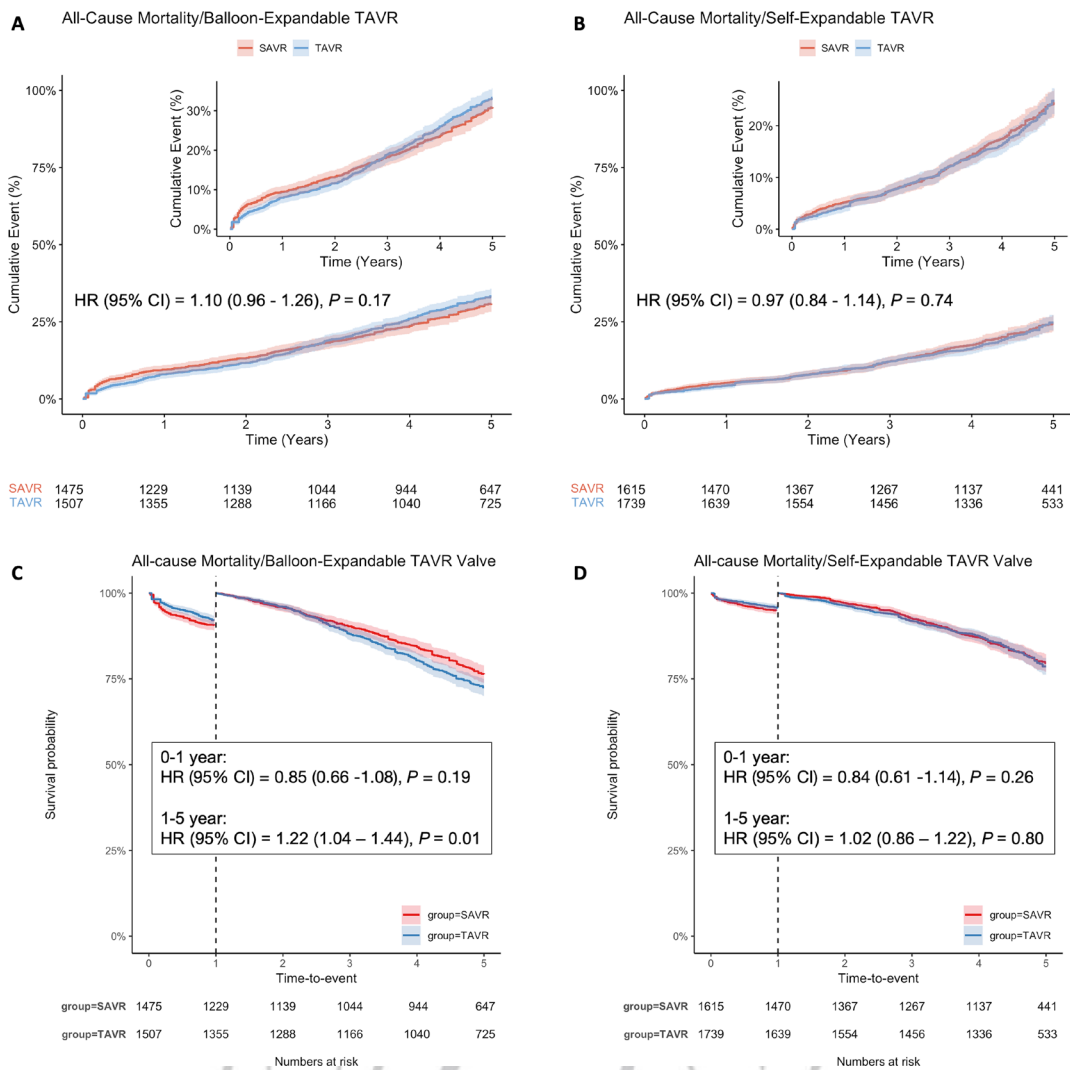 A
All-Cause Mortality/Balloon-Expandable TAVR
SAVR TAVR
Cumulative Event (%)
100%
75%
50%
25%
0%
Cumulative Event (%)
30%
20%
10%
0%
0 1 2 3 4 5
Time (Years)
HR (95% CI) = 1.10 (0.96 - 1.26), P = 0.17
0 1 2 3 4 5
Time (Years)
SAVR 1475 1229 1139 1044 944 647
TAVR 1507 1355 1288 1166 1040 725
B
All-Cause Mortality/Self-Expandable TAVR
SAVR TAVR
Cumulative Event (%)
100%
75%
50%
25%
0%
Cumulative Event (%)
20%
10%
0%
0 1 2 3 4 5
Time (Years)
HR (95% CI) = 0.97 (0.84 - 1.14), P = 0.74
0 1 2 3 4 5
Time (Years)
SAVR 1615 1470 1367 1267 1137 441
TAVR 1739 1639 1554 1456 1336 533
C
All-cause Mortality/Balloon-Expandable TAVR Valve
Survival probability
100%
75%
50%
25%
0%
0-1 year:
HR (95% CI) = 0.85 (0.66 -1.08), P = 0.19
1-5 year:
HR (95% CI) = 1.22 (1.04 – 1.44), P = 0.01
group=SAVR
group=TAVR
0 1 2 3 4 5
Time-to-event
group=SAVR 1475 1229 1139 1044 944 647
group=TAVR 1507 1355 1288 1166 1040 725
Numbers at risk
D
All-cause Mortality/Self-Expandable TAVR Valve
Survival probability
100%
75%
50%
25%
0%
0-1 year:
HR (95% CI) = 0.84 (0.61 -1.14), P = 0.26
1-5 year:
HR (95% CI) = 1.02 (0.86 – 1.22), P = 0.80
group=SAVR
group=TAVR
0 1 2 3 4 5
Time-to-event
group=SAVR 1615 1470 1367 1267 1137 441
group=TAVR 1739 1639 1554 1456 1336 533
Numbers at risk